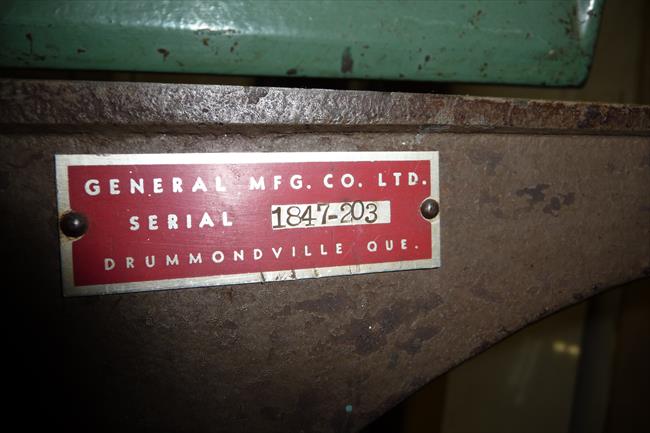 GENERAL MFG. CO. LTD.
SERIAL 1847-203
DRUMMONDVILLE QUE.